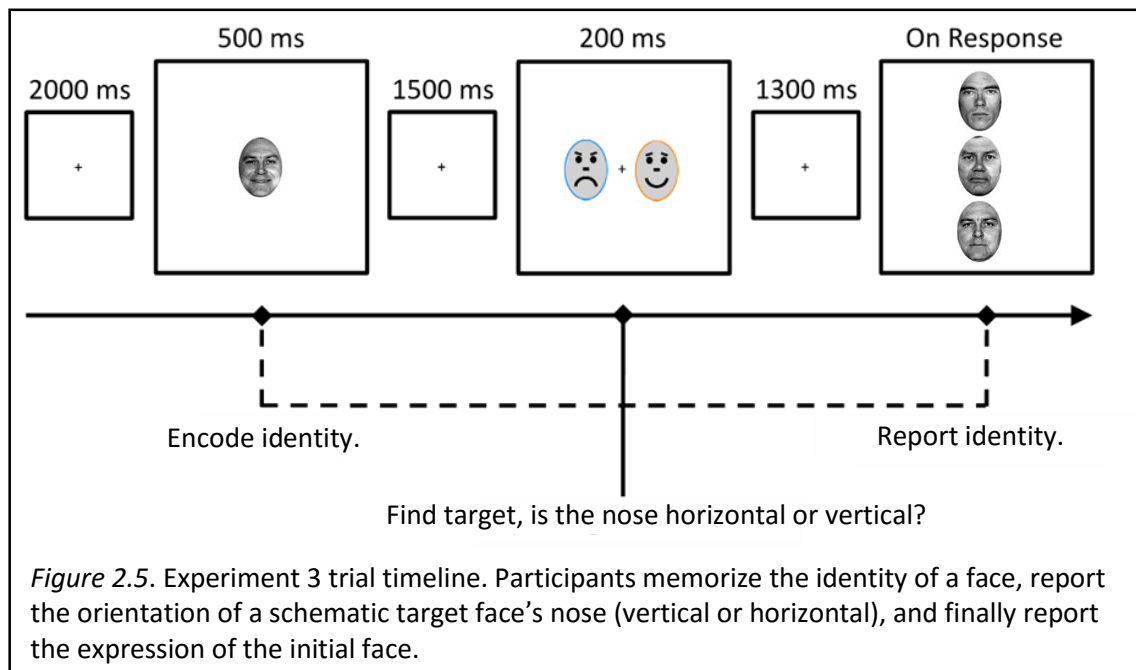 500 ms
200 ms
On Response
2000 ms
1500 ms
1300 ms
+
+
+
+
Encode identity.
Report identity.
Find target, is the nose horizontal or vertical?
Figure 2.5. Experiment 3 trial timeline. Participants memorize the identity of a face, report
the orientation of a schematic target face’s nose (vertical or horizontal), and finally report
the expression of the initial face.